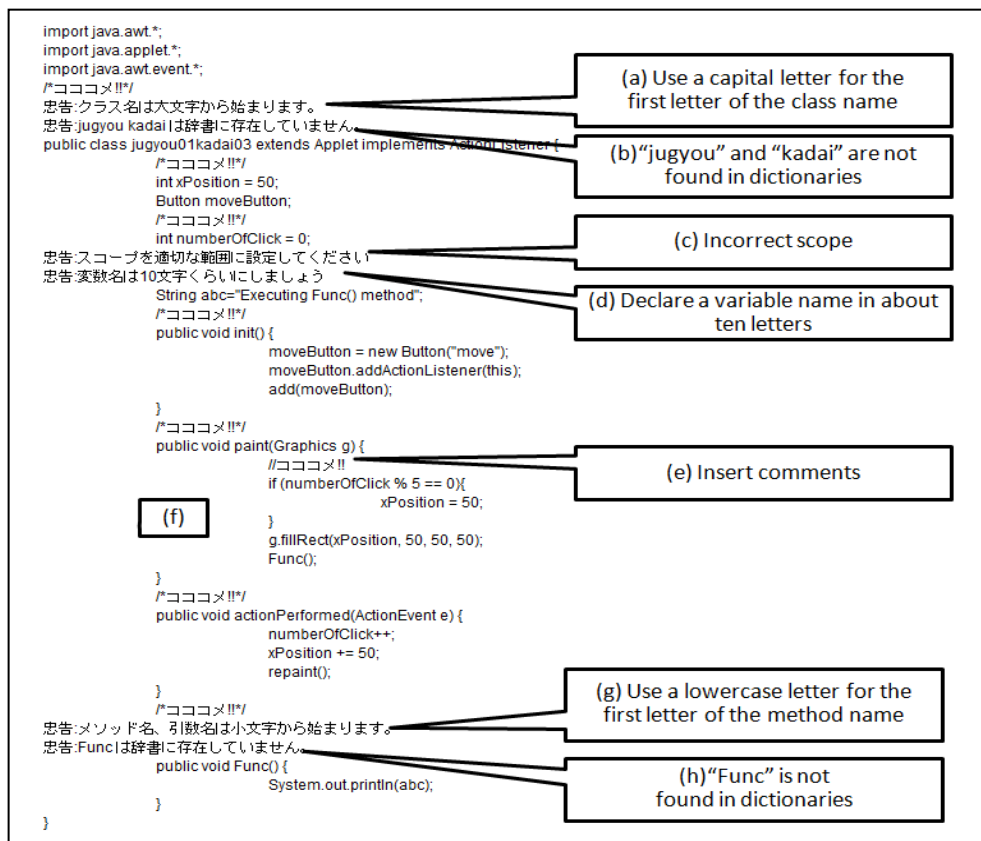 import java.awt.*;
import java.applet.*;
import java.awt.event.*;
/*コココメ!!*/
忠告:クラス名は大文字から始まります。
忠告:jugyou kadaiは辞書に存在していません。
public class jugyou01kadai03 extends Applet implements ActionListener {
/*コココメ!!*/
int xPosition = 50;
Button moveButton;
/*コココメ!!*/
int numberOfClick = 0;
忠告:スコープを適切な範囲に設定してください
忠告:変数名は10文字くらいにしましょう
String abc="Executing Func() method";
/*コココメ!!*/
public void init() {
moveButton = new Button("move");
moveButton.addActionListener(this);
add(moveButton);
}
/*コココメ!!*/
public void paint(Graphics g) {
//コココメ!!
if (numberOfClick % 5 == 0){
xPosition = 50;
}
g.fillRect(xPosition, 50, 50, 50);
Func();
}
/*コココメ!!*/
public void actionPerformed(ActionEvent e) {
numberOfClick++;
xPosition += 50;
repaint();
}
/*コココメ!!*/
忠告:メソッド名、引数名は小文字から始まります。
忠告:Funcは辞書に存在していません。
public void Func() {
System.out.println(abc);
}
}
(a) Use a capital letter for the
first letter of the class name
(b)“jugyou” and “kadai” are not
found in dictionaries
(c) Incorrect scope
(d) Declare a variable name in about
ten letters
(e) Insert comments
(f)
(g) Use a lowercase letter for the
first letter of the method name
(h)“Func” is not
found in dictionaries